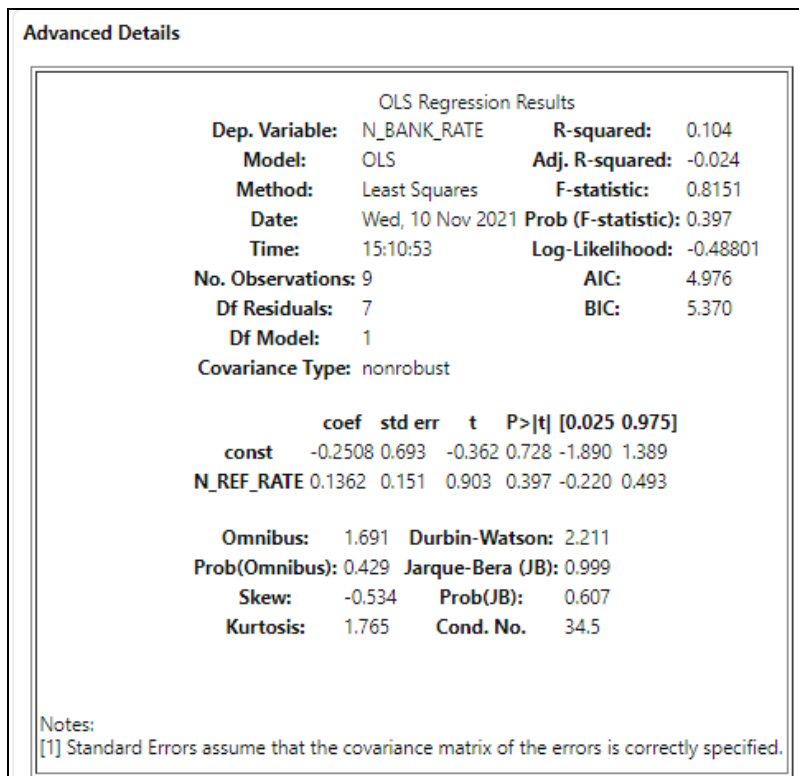 Advanced Details
OLS Regression Results
Dep. Variable: N_BANK_RATE R-squared: 0.104
Model: OLS Adj. R-squared: -0.024
Method: Least Squares F-statistic: 0.8151
Date: Wed, 10 Nov 2021 Prob (F-statistic): 0.397
Time: 15:10:53 Log-Likelihood: -0.48801
No. Observations: 9 AIC: 4.976
Df Residuals: 7 BIC: 5.370
Df Model: 1
Covariance Type: nonrobust
coef std err t P>|t| [0.025 0.975]
const -0.2508 0.693 -0.362 0.728 -1.890 1.389
N_REF_RATE 0.1362 0.151 0.903 0.397 -0.220 0.493
Omnibus: 1.691 Durbin-Watson: 2.211
Prob(Omnibus): 0.429 Jarque-Bera (JB): 0.999
Skew: -0.534 Prob(JB): 0.607
Kurtosis: 1.765 Cond. No. 34.5
Notes:
[1] Standard Errors assume that the covariance matrix of the errors is correctly specified.